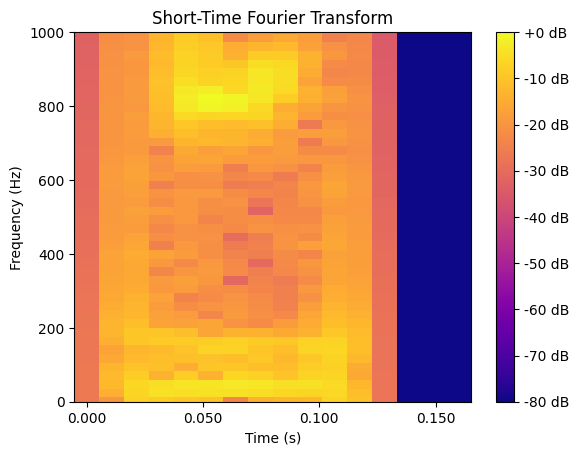 Short-Time Fourier Transform
1000
800
600
400
200
0
Frequency (Hz)
0.000
0.050
0.100
0.150
Time (s)
+0 dB
-10 dB
-20 dB
-30 dB
-40 dB
-50 dB
-60 dB
-70 dB
-80 dB